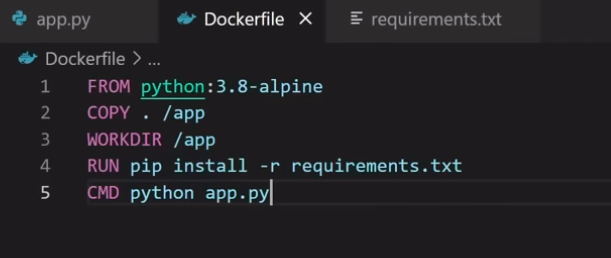 app.py Dockerfile × requirements.txt
Dockerfile > ...
1 FROM python:3.8-alpine
2 COPY . /app
3 WORKDIR /app
4 RUN pip install -r requirements.txt
5 CMD python app.py